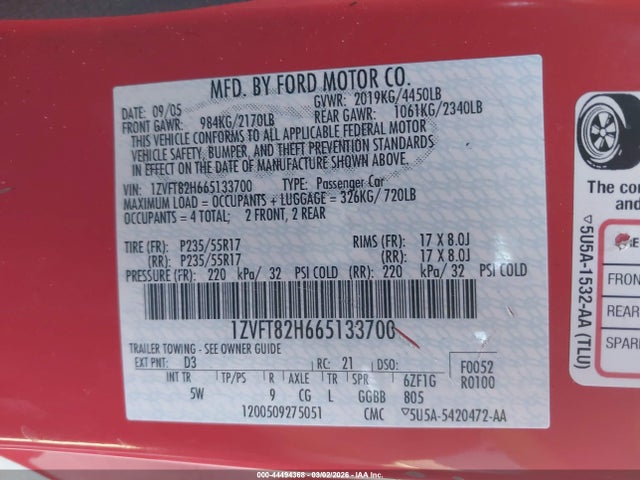 MFD. BY FORD MOTOR CO.
DATE: 09/05 GVWR: 2019KG/4450LB
FRONT GAWR: 984KG/2170LB REAR GAWR: 1061KG/2340LB
THIS VEHICLE CONFORMS TO ALL APPLICABLE FEDERAL MOTOR
VEHICLE SAFETY, BUMPER, AND THEFT PREVENTION STANDARDS
IN EFFECT ON THE DATE OF MANUFACTURE SHOWN ABOVE.
VIN: 1ZVFT82H665133700 TYPE: Passenger Car
MAXIMUM LOAD = OCCUPANTS + LUGGAGE = 326KG/ 720LB
OCCUPANTS = 4 TOTAL; 2 FRONT, 2 REAR
TIRE (FR): P235/55R17 RIMS (FR): 17 X 8.0J
(RR): P235/55R17 (RR): 17 X 8.0J
PRESSURE (FR): 220 kPa/ 32 PSI COLD (RR): 220 kPa/ 32 PSI COLD
1ZVFT82H665133700
TRAILER TOWING - SEE OWNER GUIDE
EXT PNT: D3 RC: 21 DSO: F0052
INT TR TP/PS R AXLE TR SPR 6ZF1G R0100
5W 9 CG L GGBB 805
1200509275051 CMC ▽5U5A-5420472-AA
The co
▽5U5A-1532-AA (TLU)
FRON
REAR
SPAR
000-44494368 - 03/02/2026 - IAA Inc.